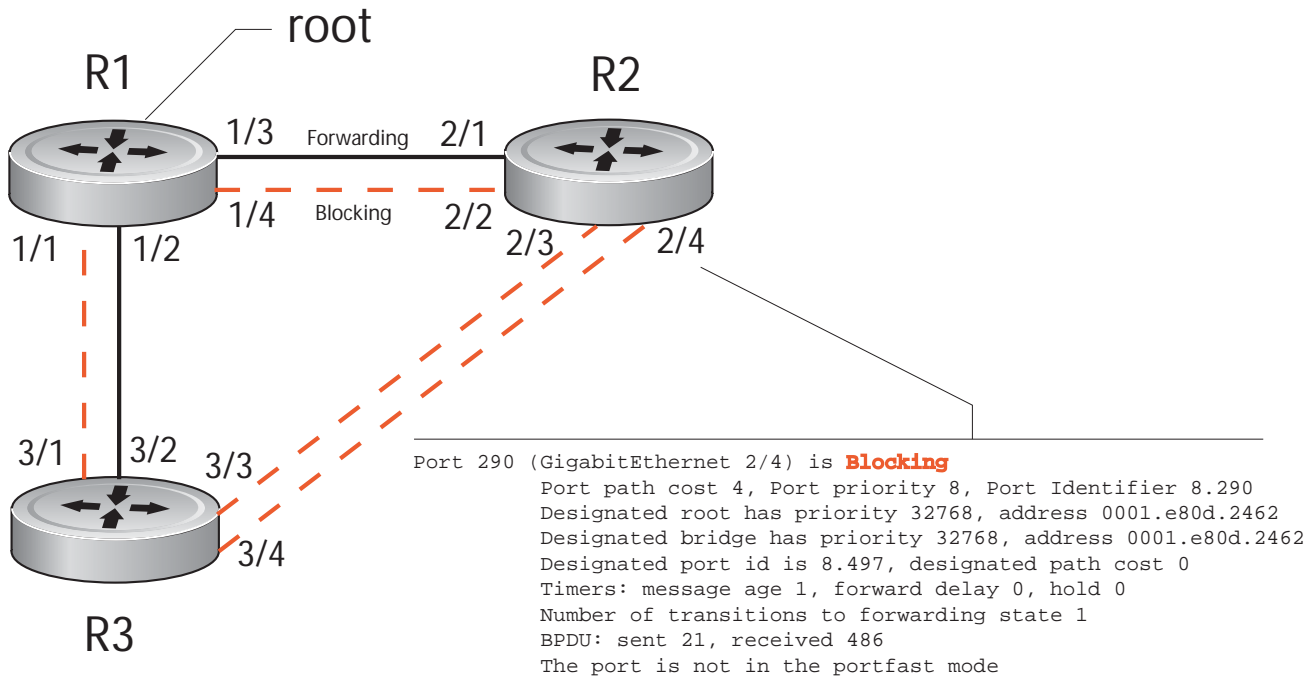 root
R1
R2
1/3
Forwarding
2/1
1/4
Blocking
2/2
1/1
1/2
2/3
2/4
3/1
3/2
3/3
3/4
R3
Port 290 (GigabitEthernet 2/4) is Blocking
Port path cost 4, Port priority 8, Port Identifier 8.290
Designated root has priority 32768, address 0001.e80d.2462
Designated bridge has priority 32768, address 0001.e80d.2462
Designated port id is 8.497, designated path cost 0
Timers: message age 1, forward delay 0, hold 0
Number of transitions to forwarding state 1
BPDU: sent 21, received 486
The port is not in the portfast mode